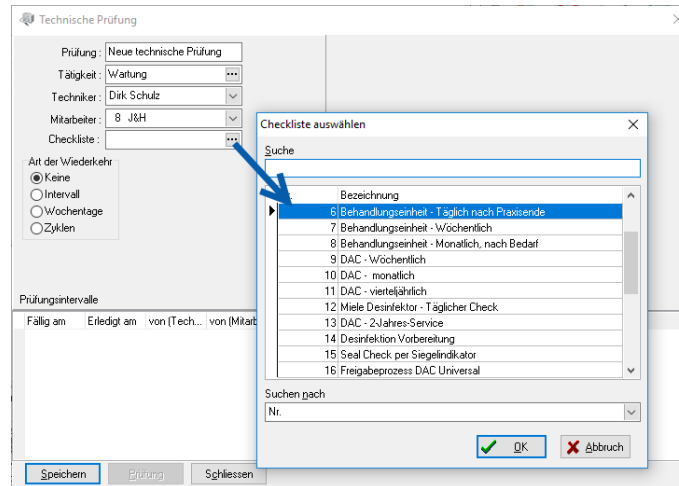 Technische Prüfung
Prüfung : Neue technische Prüfung
Tätigkeit : Wartung
Techniker : Dirk Schulz
Mitarbeiter : 8 J&H
Checkliste :
Art der Wiederkehr
Keine
Intervall
Wochentage
Zyklen
Prüfungsintervalle
Fällig am Erledigt am von (Tech... von (Mitarb
Speichern Prüfung Schliessen
Checkliste auswählen
Suche
Bezeichnung
6 Behandlungseinheit - Täglich nach Praxisende
7 Behandlungseinheit - Wöchentlich
8 Behandlungseinheit - Monatlich, nach Bedarf
9 DAC - Wöchentlich
10 DAC - monatlich
11 DAC - vierteljährlich
12 Miele Desinfektor - Täglicher Check
13 DAC - 2-Jahres-Service
14 Desinfektion Vorbereitung
15 Seal Check per Siegelindikator
16 Freigabeprozess DAC Universal
Suchen nach
Nr.
OK Abbruch